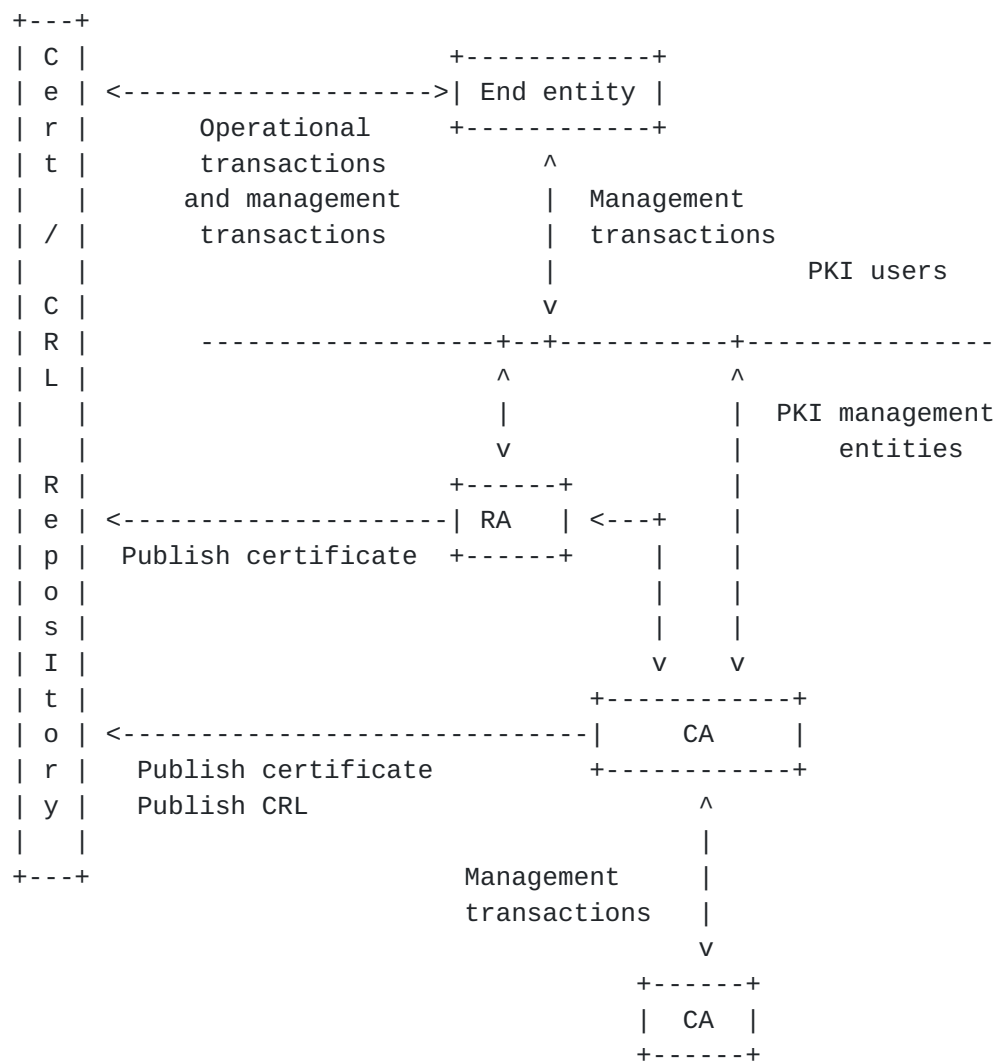 +---+
| C |                       +------------+
| e | <-------------------->| End entity |
| r |       Operational     +------------+
| t |       transactions          ^
|   |      and management         |  Management
| / |       transactions          |  transactions
|   |                             |                PKI users
| C |                             v
| R |       -------------------+--+-----------+----------------
| L |                          ^              ^
|   |                          |              |  PKI management
|   |                          v              |      entities
| R |                       +------+          |
| e | <---------------------| RA   | <---+    |
| p |  Publish certificate  +------+     |    |
| o |                                    |    |
| s |                                    |    |
| I |                                    v    v
| t |                                +------------+
| o | <------------------------------|     CA     |
| r |   Publish certificate          +------------+
| y |   Publish CRL                         ^
|   |                                       |
+---+                        Management     |
                             transactions   |
                                            v
                                        +------+
                                        |  CA  |
                                        +------+